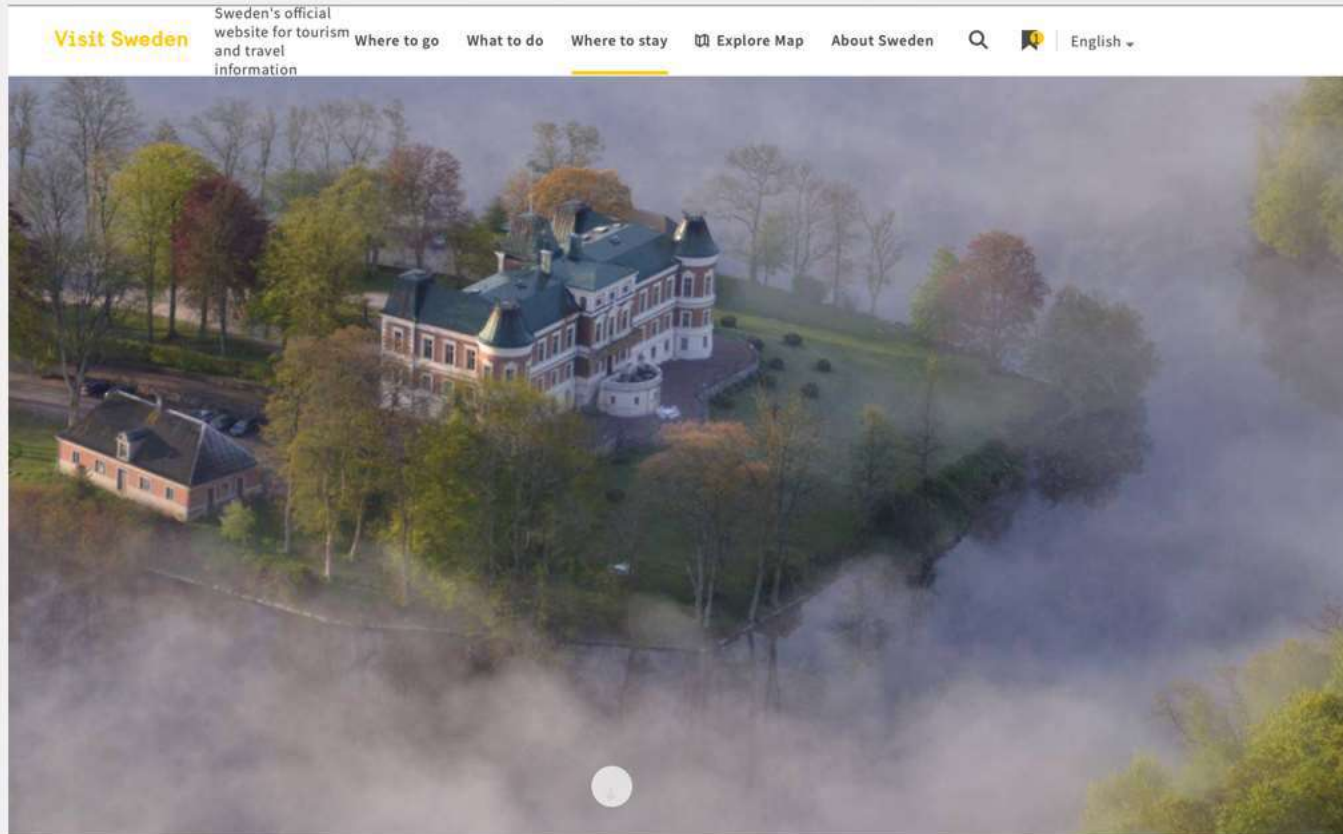 Visit Sweden
Sweden's official
website for tourism
and travel
information
Where to go
What to do
Where to stay
Explore Map
About Sweden
1
English